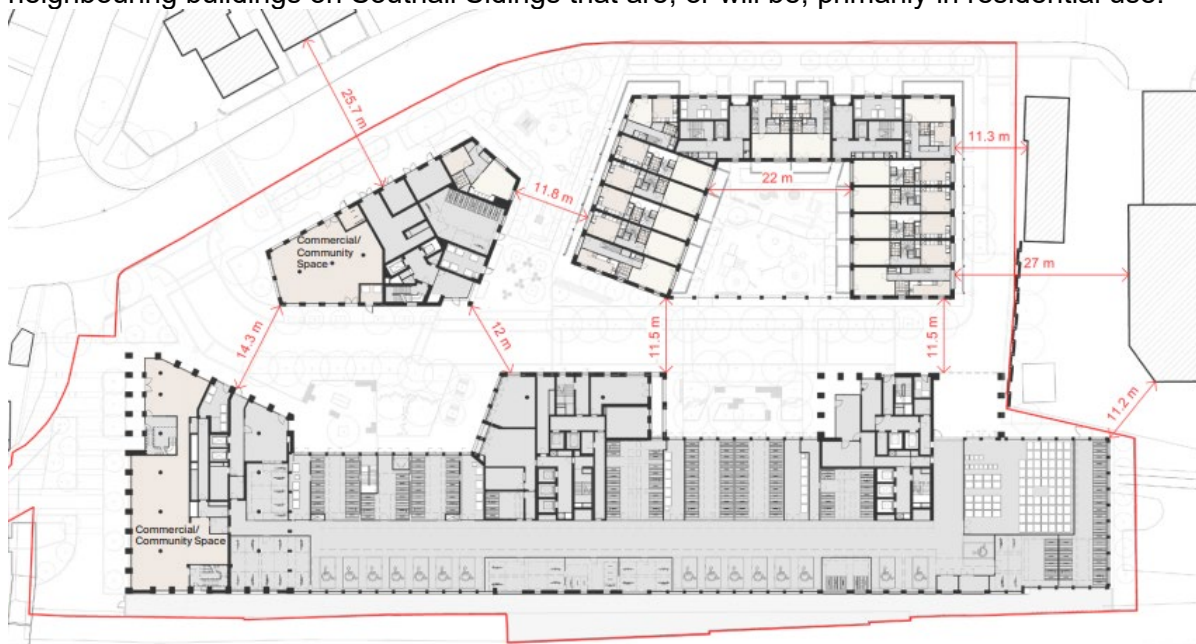 neighbouring buildings on Southall Sidings that are, or will be, primarily in residential use.
25.7 m
11.3 m
22 m
11.8 m
Commercial/
Community
Space
27 m
14.3 m
12 m
11.5 m
11.5 m
11.2 m
Commercial/
Community Space